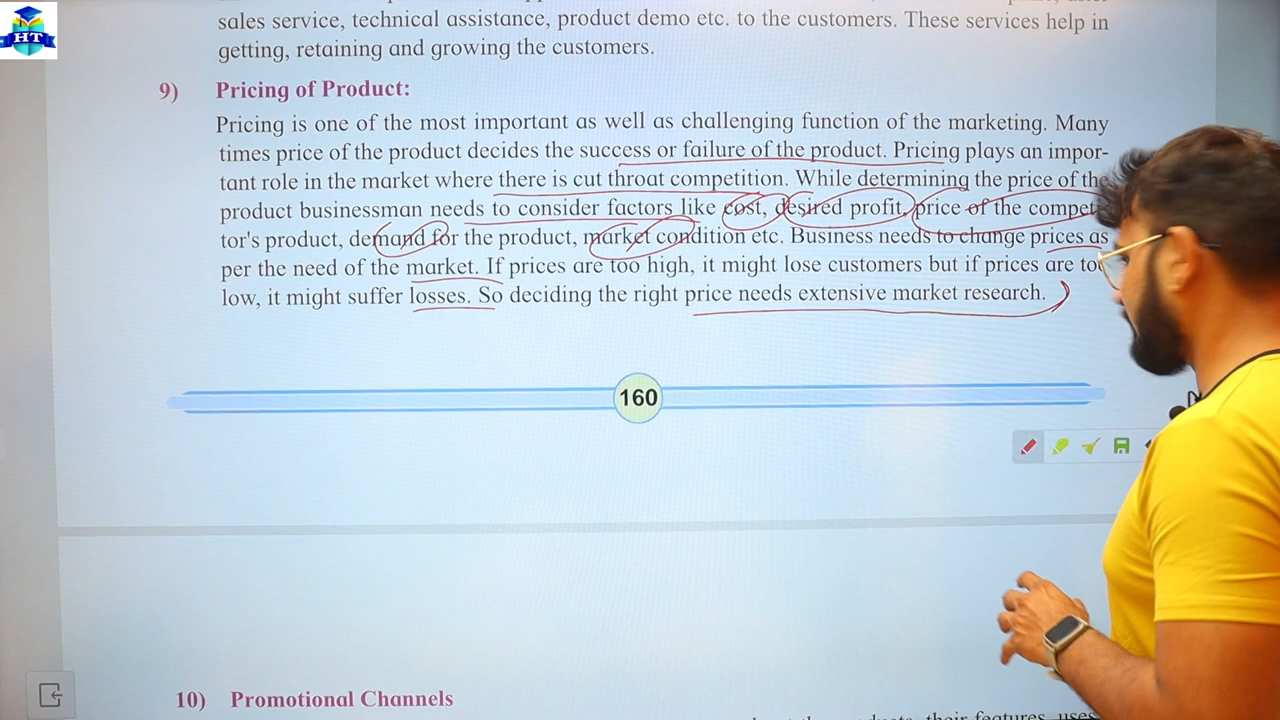 HT
sales service, technical assistance, product demo etc. to the customers. These services help in
getting, retaining and growing the customers.
9) Pricing of Product:
Pricing is one of the most important as well as challenging function of the marketing. Many
times price of the product decides the success or failure of the product. Pricing plays an impor-
tant role in the market where there is cut throat competition. While determining the price of the
product businessman needs to consider factors like cost, desired profit, price of the competi
tor's product, demand for the product, market condition etc. Business needs to change prices as
per the need of the market. If prices are too high, it might lose customers but if prices are too
low, it might suffer losses. So deciding the right price needs extensive market research.
160
10) Promotional Channels
their features, uses